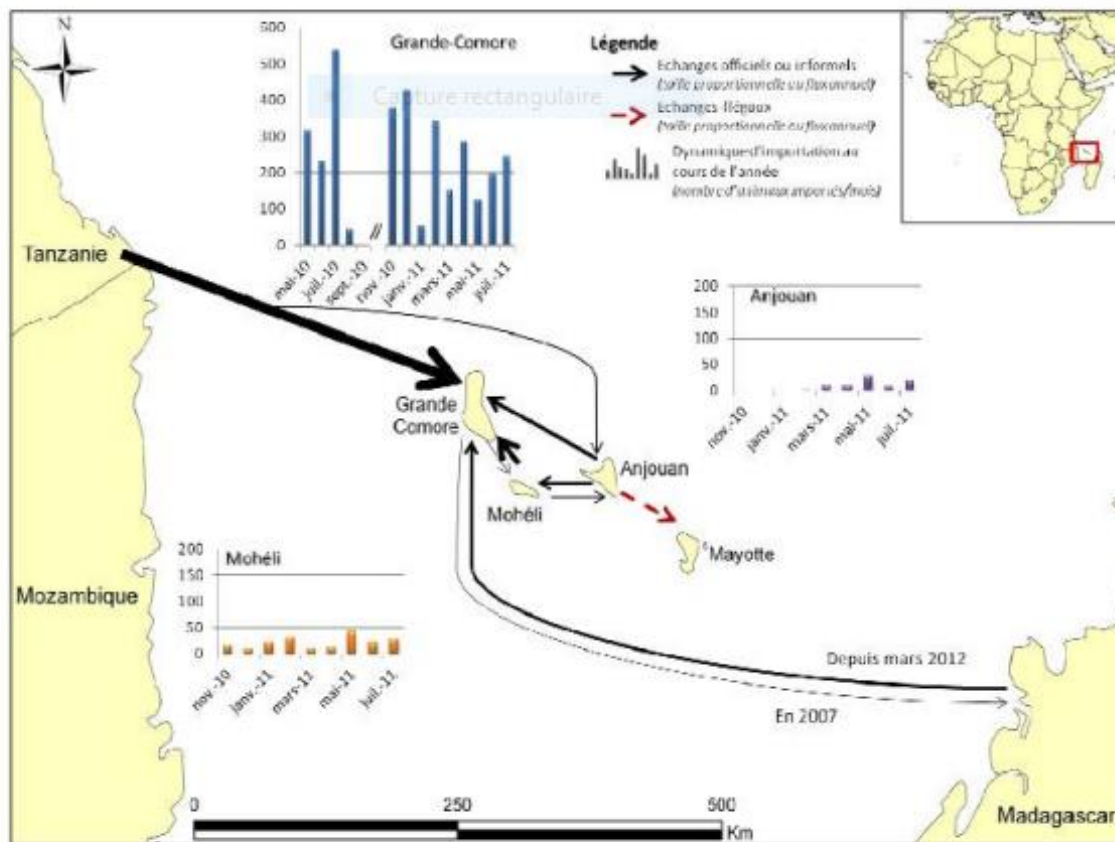 N
Grande-Comore
500
400
300
200
100
0
mai-10
juil.-10
sept.-10
//
nov.-10
janv.-11
mars-11
mai-11
juil.-11
Capture rectangulaire
Légende
Echanges officiels ou informels
(taille proportionnelle au flux annuel)
Echanges illégaux
(taille proportionnelle au flux annuel)
Dynamique d'importation au
cours de l'année
(nombre d'animaux importés/mois)
Tanzanie
Anjouan
200
150
100
50
0
nov.-10
janv.-11
mars-11
mai-11
juil.-11
Grande
Comore
Anjouan
Mohéli
Mayotte
Mohéli
200
150
100
50
0
nov.-10
janv.-11
mars-11
mai-11
juil.-11
Mozambique
Depuis mars 2012
En 2007
0
250
500
Km
Madagascar